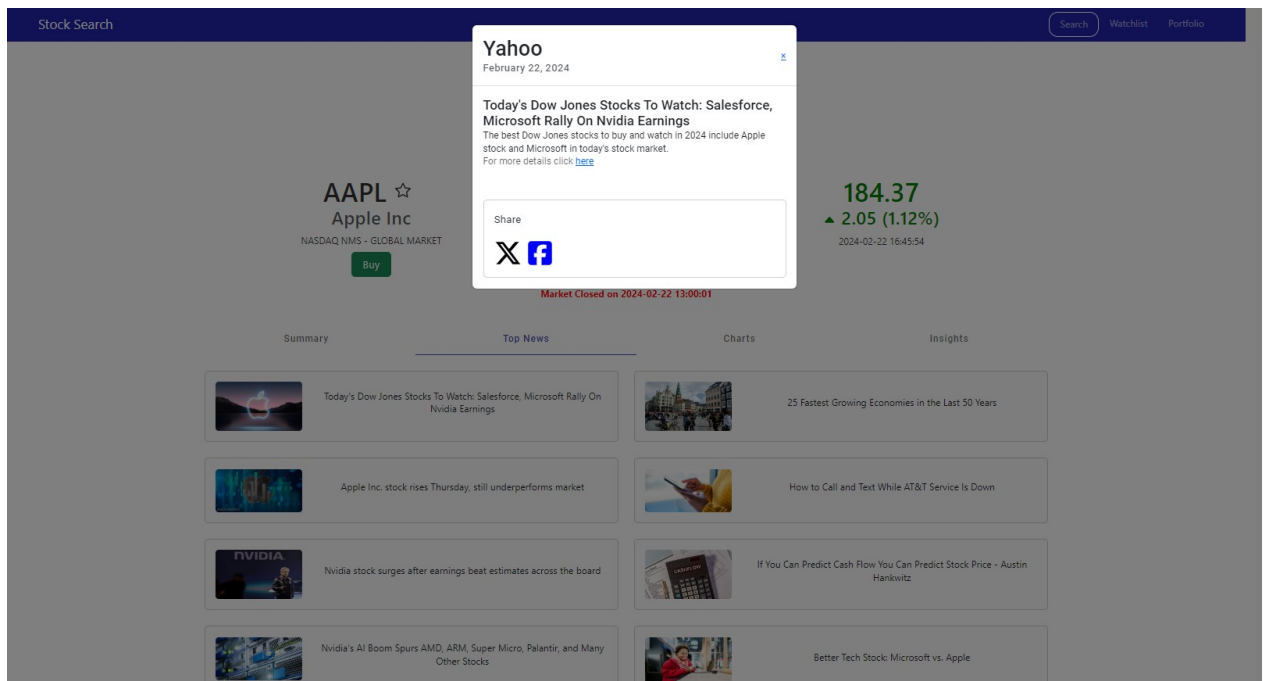 Stock Search
Search
Watchlist
Portfolio
Yahoo
February 22, 2024
×
Today's Dow Jones Stocks To Watch: Salesforce,
Microsoft Rally On Nvidia Earnings
The best Dow Jones stocks to buy and watch in 2024 include Apple
stock and Microsoft in today's stock market.
For more details click here
Share
AAPL
Apple Inc
NASDAQ NMS - GLOBAL MARKET
Buy
184.37
2.05 (1.12%)
2024-02-22 16:45:54
Market Closed on 2024-02-22 13:00:01
Summary
Top News
Charts
Insights
Today's Dow Jones Stocks To Watch: Salesforce, Microsoft Rally On
Nvidia Earnings
25 Fastest Growing Economies in the Last 50 Years
Apple Inc. stock rises Thursday, still underperforms market
How to Call and Text While AT&T Service Is Down
NVIDIA.
Nvidia stock surges after earnings beat estimates across the board
CASHFLOW
If You Can Predict Cash Flow You Can Predict Stock Price - Austin
Hankwitz
Nvidia's AI Boom Spurs AMD, ARM, Super Micro, Palantir, and Many
Other Stocks
Better Tech Stock: Microsoft vs. Apple